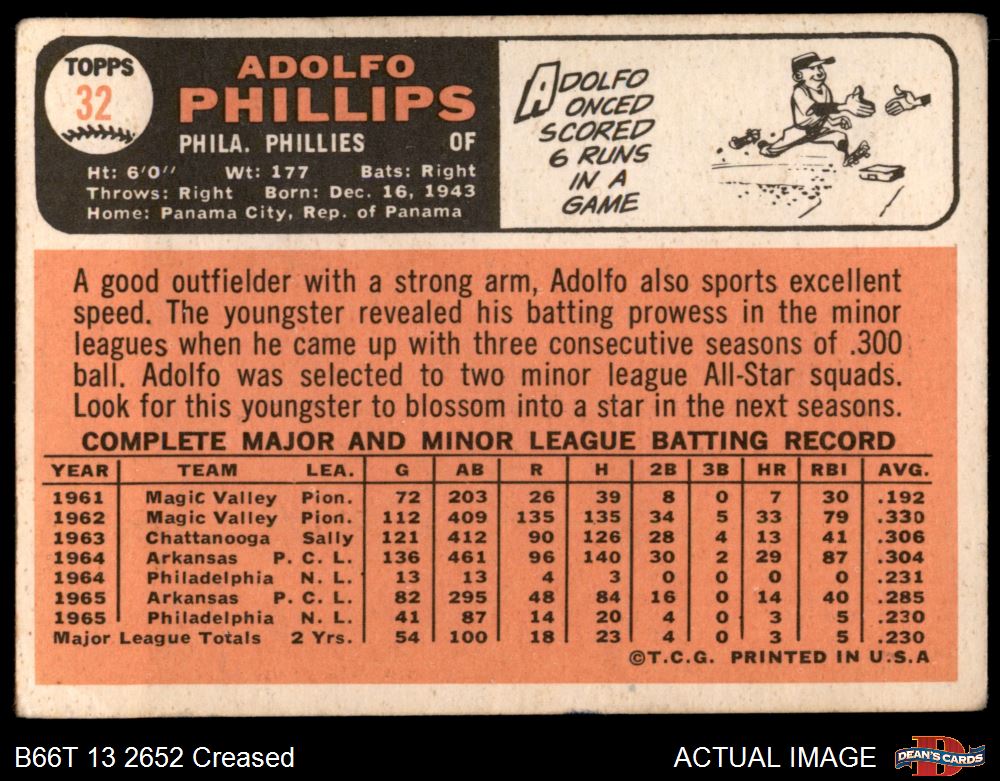 TOPPS
32
ADOLFO
PHILLIPS
PHILA. PHILLIES OF
Ht: 6'0" Wt: 177 Bats: Right
Throws: Right Born: Dec. 16, 1943
Home: Panama City, Rep. of Panama
ADOLFO
ONCED
SCORED
6 RUNS
IN A
GAME
A good outfielder with a strong arm, Adolfo also sports excellent
speed. The youngster revealed his batting prowess in the minor
leagues when he came up with three consecutive seasons of .300
ball. Adolfo was selected to two minor league All-Star squads.
Look for this youngster to blossom into a star in the next seasons.
COMPLETE MAJOR AND MINOR LEAGUE BATTING RECORD
YEAR TEAM LEA. G AB R H 2B 3B HR RBI AVG.
1961 Magic Valley Pion. 72 203 26 39 8 0 7 30 .192
1962 Magic Valley Pion. 112 409 135 135 34 5 33 79 .330
1963 Chattanooga Sally 121 412 90 126 28 4 13 41 .306
1964 Arkansas P. C. L. 136 461 96 140 30 2 29 87 .304
1964 Philadelphia N. L. 13 13 4 3 0 0 0 0 .231
1965 Arkansas P. C. L. 82 295 48 84 16 0 14 40 .285
1965 Philadelphia N. L. 41 87 14 20 4 0 3 5 .230
Major League Totals 2 Yrs. 54 100 18 23 4 0 3 5 .230
©T.C.G. PRINTED IN U.S.A
B66T 13 2652 Creased ACTUAL IMAGE
DEAN'S CARDS